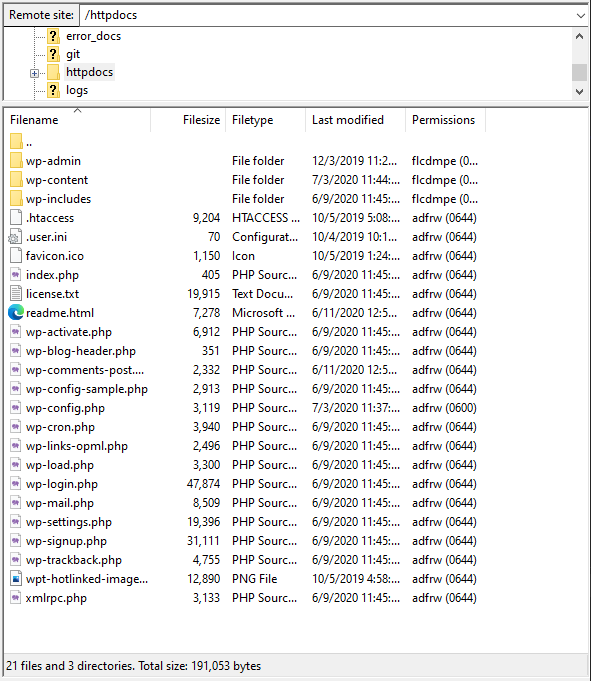 Remote site: /httpdocs
error_docs
git
httpdocs
logs
Filename Filesize Filetype Last modified Permissions
..
wp-admin File folder 12/3/2019 11:2... flcdmpe (0...
wp-content File folder 7/3/2020 11:44:... flcdmpe (0...
wp-includes File folder 6/9/2020 11:45:... flcdmpe (0...
.htaccess 9,204 HTACCESS ... 10/5/2019 5:08:... adfrw (0644)
.user.ini 70 Configurat... 10/4/2019 10:1... adfrw (0644)
favicon.ico 1,150 Icon 10/5/2019 1:24:... adfrw (0644)
index.php 405 PHP Sourc... 6/9/2020 11:45:... adfrw (0644)
license.txt 19,915 Text Docu... 6/9/2020 11:45:... adfrw (0644)
readme.html 7,278 Microsoft ... 6/11/2020 12:5... adfrw (0644)
wp-activate.php 6,912 PHP Sourc... 6/9/2020 11:45:... adfrw (0644)
wp-blog-header.php 351 PHP Sourc... 6/9/2020 11:45:... adfrw (0644)
wp-comments-post.... 2,332 PHP Sourc... 6/11/2020 12:5... adfrw (0644)
wp-config-sample.php 2,913 PHP Sourc... 6/9/2020 11:45:... adfrw (0644)
wp-config.php 3,119 PHP Sourc... 7/3/2020 11:37:... adfrw (0600)
wp-cron.php 3,940 PHP Sourc... 6/9/2020 11:45:... adfrw (0644)
wp-links-opml.php 2,496 PHP Sourc... 6/9/2020 11:45:... adfrw (0644)
wp-load.php 3,300 PHP Sourc... 6/9/2020 11:45:... adfrw (0644)
wp-login.php 47,874 PHP Sourc... 6/9/2020 11:45:... adfrw (0644)
wp-mail.php 8,509 PHP Sourc... 6/9/2020 11:45:... adfrw (0644)
wp-settings.php 19,396 PHP Sourc... 6/9/2020 11:45:... adfrw (0644)
wp-signup.php 31,111 PHP Sourc... 6/9/2020 11:45:... adfrw (0644)
wp-trackback.php 4,755 PHP Sourc... 6/9/2020 11:45:... adfrw (0644)
wpt-hotlinked-image... 12,890 PNG File 10/5/2019 4:58:... adfrw (0644)
xmlrpc.php 3,133 PHP Sourc... 6/9/2020 11:45:... adfrw (0644)
21 files and 3 directories. Total size: 191,053 bytes